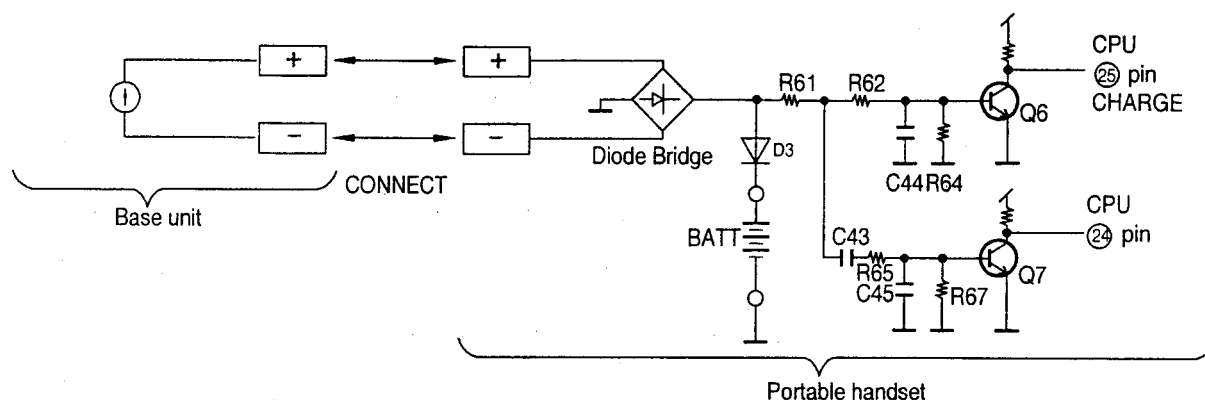 +
+
−
−
CONNECT
Base unit
Diode Bridge
D3
BATT
R61
R62
C44
R64
Q6
CPU
25 pin
CHARGE
C43
R65
C45
R67
Q7
CPU
24 pin
Portable handset